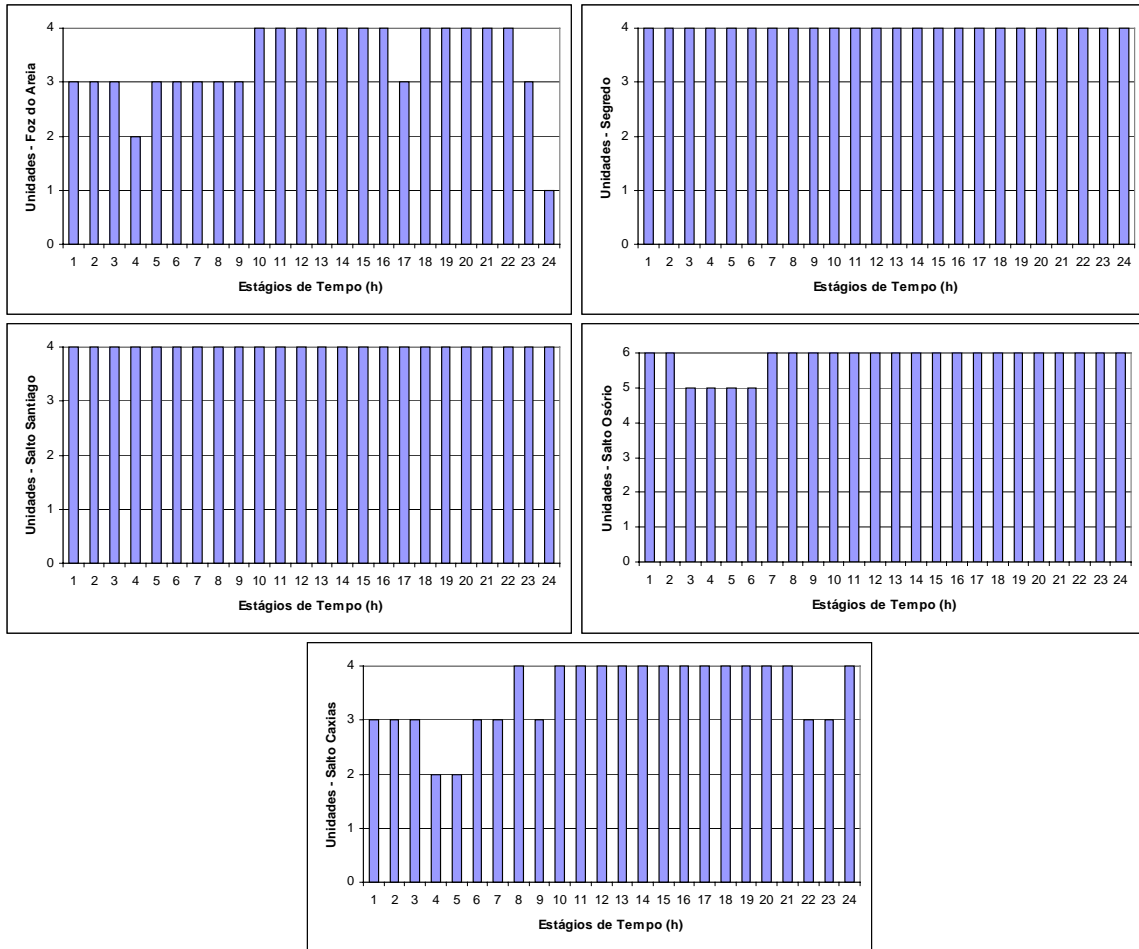 Unidades - Foz do Areia
4
3
2
1
0
1 2 3 4 5 6 7 8 9 10 11 12 13 14 15 16 17 18 19 20 21 22 23 24
Estágios de Tempo (h)
Unidades - Segredo
4
3
2
1
0
1 2 3 4 5 6 7 8 9 10 11 12 13 14 15 16 17 18 19 20 21 22 23 24
Estágios de Tempo (h)
Unidades - Salto Santiago
4
3
2
1
0
1 2 3 4 5 6 7 8 9 10 11 12 13 14 15 16 17 18 19 20 21 22 23 24
Estágios de Tempo (h)
Unidades - Salto Osório
6
5
4
3
2
1
0
1 2 3 4 5 6 7 8 9 10 11 12 13 14 15 16 17 18 19 20 21 22 23 24
Estágios de Tempo (h)
Unidades - Salto Caxias
4
3
2
1
0
1 2 3 4 5 6 7 8 9 10 11 12 13 14 15 16 17 18 19 20 21 22 23 24
Estágios de Tempo (h)